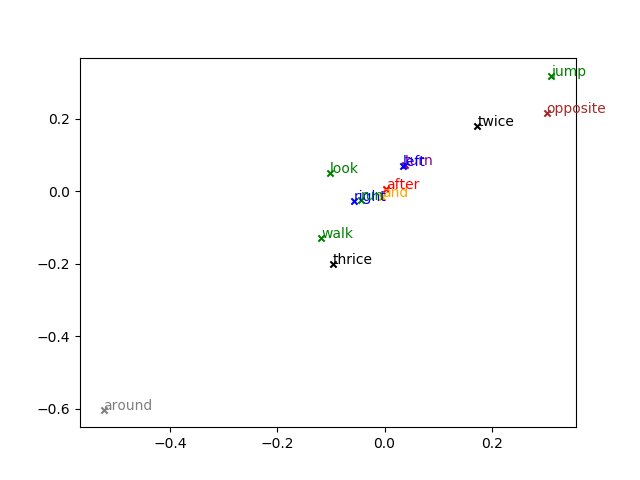 jump
opposite
0.2
twice
left
turn
look
after
0.0
right
run
and
walk
−0.2
thrice
−0.4
around
−0.6
−0.4
−0.2
0.0
0.2